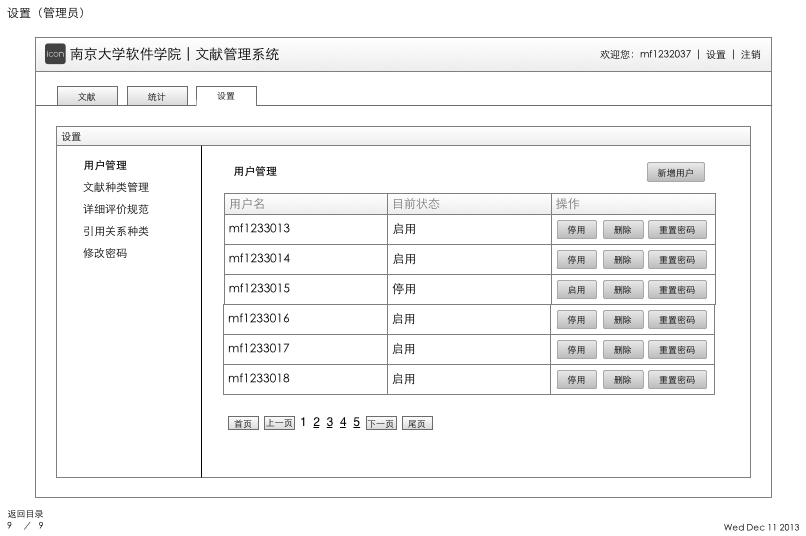 设置（管理员）
icon 南京大学软件学院 | 文献管理系统
欢迎您: mf1232037 | 设置 | 注销
文献 统计 设置
设置
用户管理
文献种类管理
详细评价规范
引用关系种类
修改密码
用户管理 新增用户
用户名 目前状态 操作
mf1233013 启用 停用 删除 重置密码
mf1233014 启用 停用 删除 重置密码
mf1233015 停用 启用 删除 重置密码
mf1233016 启用 停用 删除 重置密码
mf1233017 启用 停用 删除 重置密码
mf1233018 启用 停用 删除 重置密码
首页 上一页 1 2 3 4 5 下一页 尾页
返回目录
9 / 9
Wed Dec 11 2013